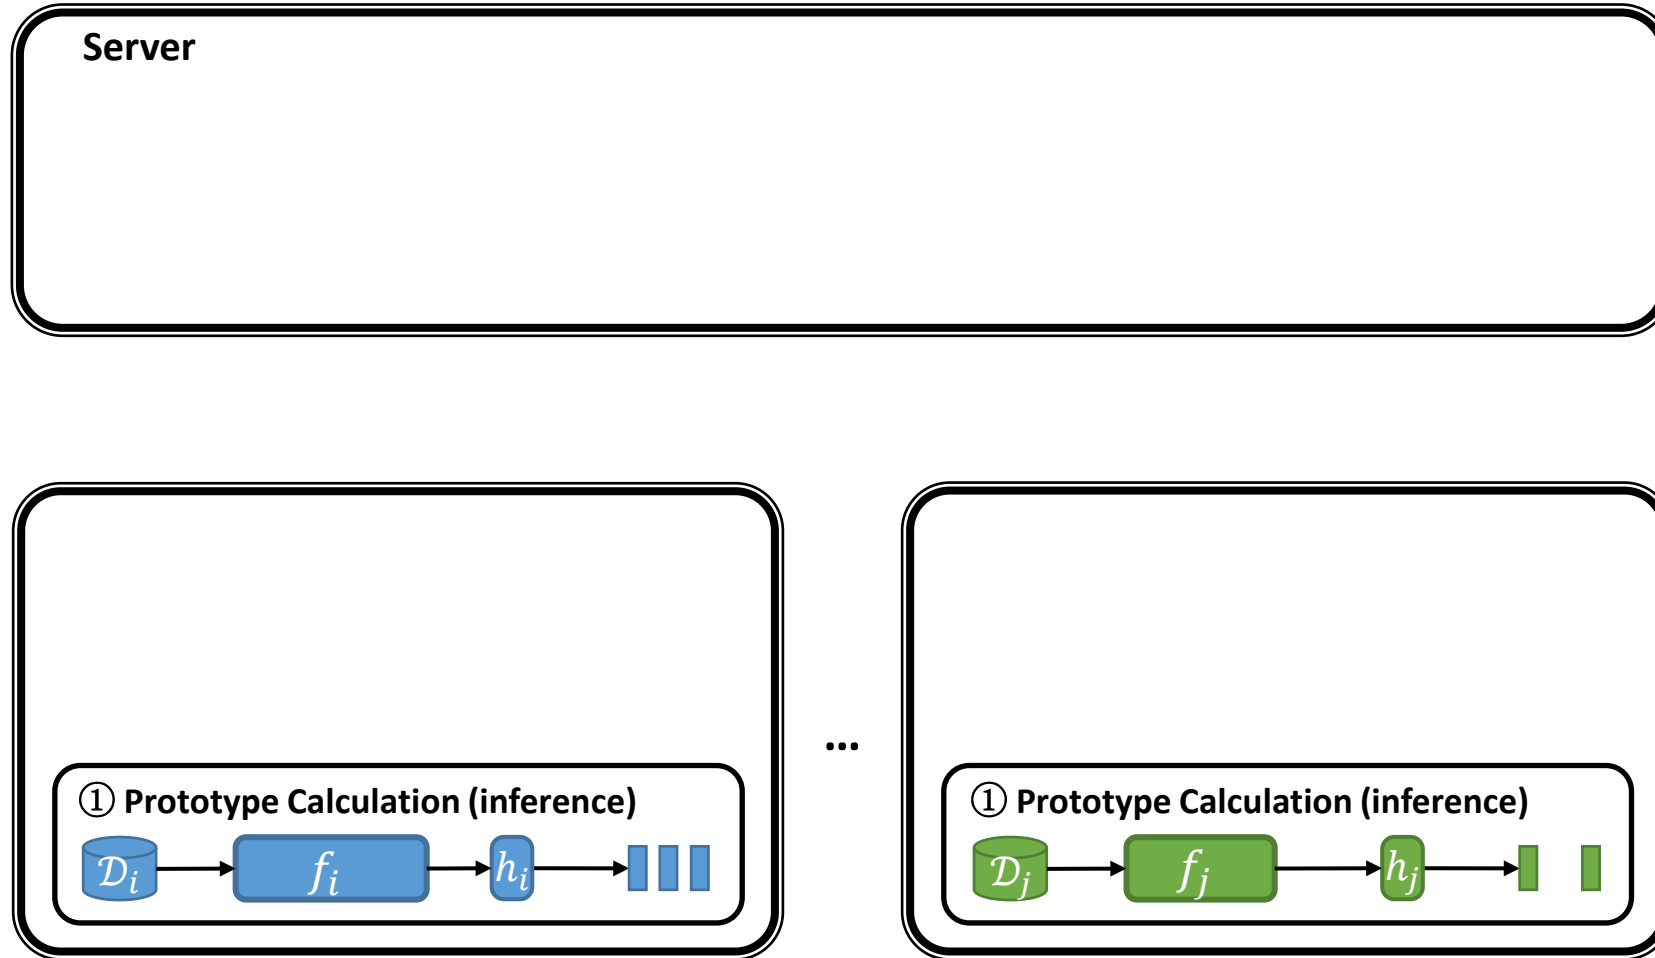 Server
...
① Prototype Calculation (inference)
𝒟ᵢ fᵢ hᵢ
① Prototype Calculation (inference)
𝒟ⱼ fⱼ hⱼ